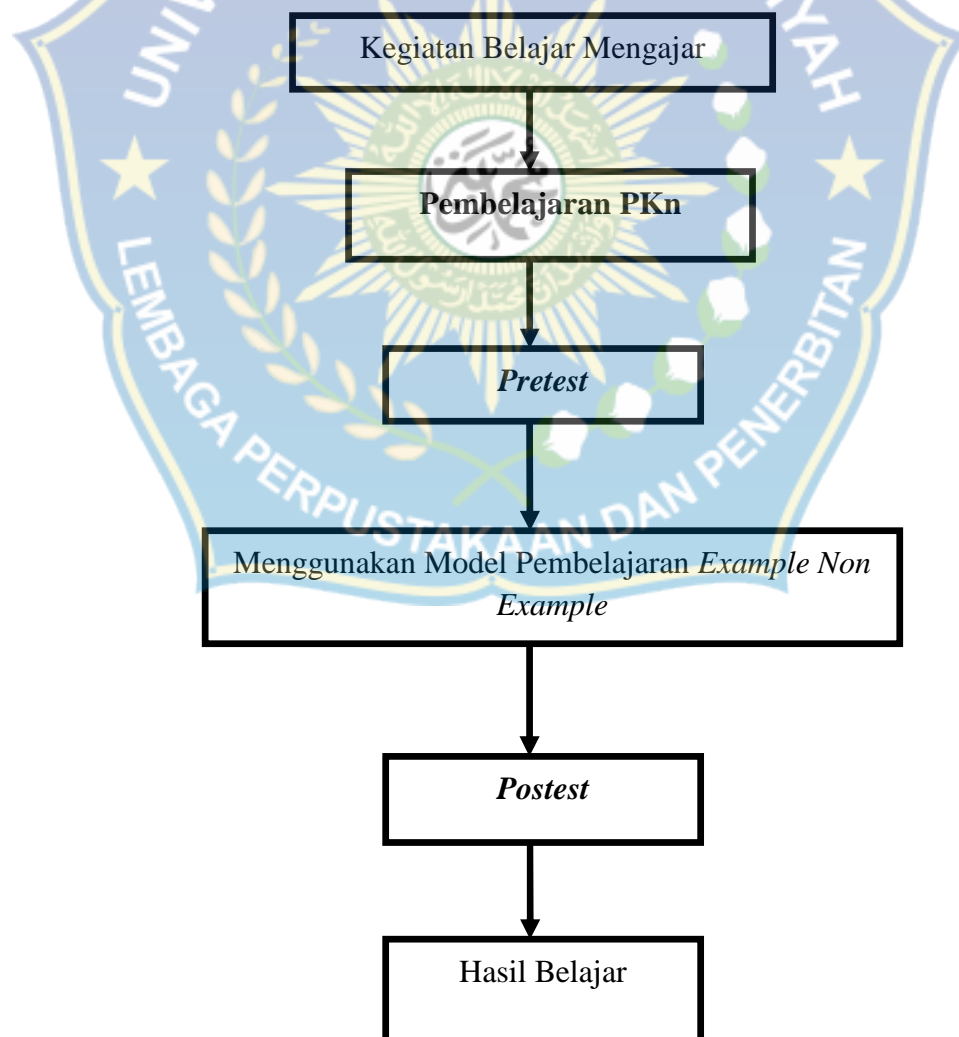 Kegiatan Belajar Mengajar
Pembelajaran PKn
Pretest
Menggunakan Model Pembelajaran Example Non
Example
Postest
Hasil Belajar
LEMBAGA PERPUSTAKAAN DAN PENERBITAN